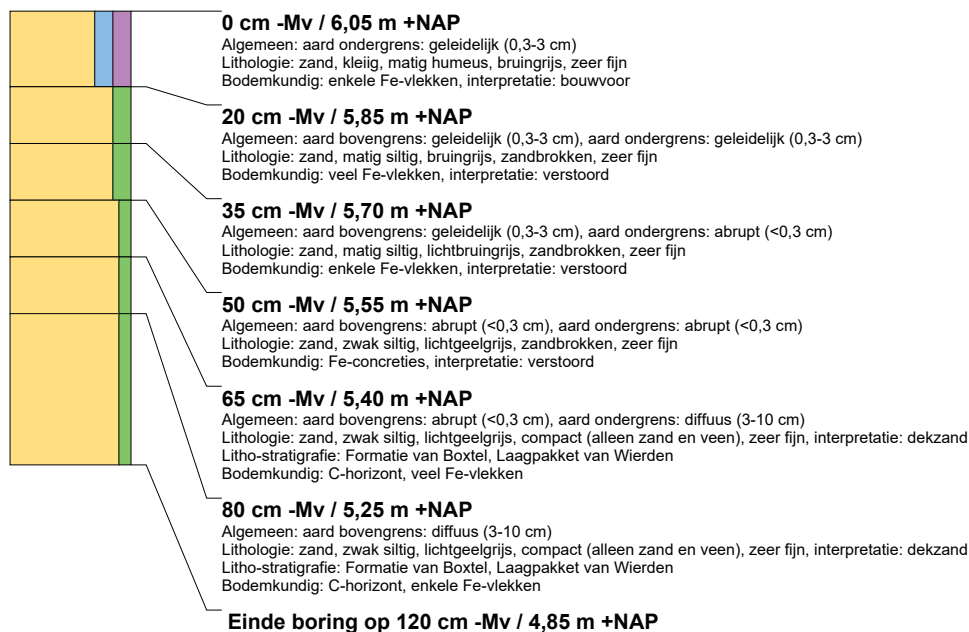 0 cm -Mv / 6,05 m +NAP
Algemeen: aard ondergrens: geleidelijk (0,3-3 cm)
Lithologie: zand, kleiig, matig humeus, bruingrijs, zeer fijn
Bodemkundig: enkele Fe-vlekken, interpretatie: bouwvoor
20 cm -Mv / 5,85 m +NAP
Algemeen: aard bovengrens: geleidelijk (0,3-3 cm), aard ondergrens: geleidelijk (0,3-3 cm)
Lithologie: zand, matig siltig, bruingrijs, zandbrokken, zeer fijn
Bodemkundig: veel Fe-vlekken, interpretatie: verstoord
35 cm -Mv / 5,70 m +NAP
Algemeen: aard bovengrens: geleidelijk (0,3-3 cm), aard ondergrens: abrupt (<0,3 cm)
Lithologie: zand, matig siltig, lichtbruingrijs, zandbrokken, zeer fijn
Bodemkundig: enkele Fe-vlekken, interpretatie: verstoord
50 cm -Mv / 5,55 m +NAP
Algemeen: aard bovengrens: abrupt (<0,3 cm), aard ondergrens: abrupt (<0,3 cm)
Lithologie: zand, zwak siltig, lichtgeelgrijs, zandbrokken, zeer fijn
Bodemkundig: Fe-concreties, interpretatie: verstoord
65 cm -Mv / 5,40 m +NAP
Algemeen: aard bovengrens: abrupt (<0,3 cm), aard ondergrens: diffuus (3-10 cm)
Lithologie: zand, zwak siltig, lichtgeelgrijs, compact (alleen zand en veen), zeer fijn, interpretatie: dekzand
Litho-stratigrafie: Formatie van Boxtel, Laagpakket van Wierden
Bodemkundig: C-horizont, veel Fe-vlekken
80 cm -Mv / 5,25 m +NAP
Algemeen: aard bovengrens: diffuus (3-10 cm)
Lithologie: zand, zwak siltig, lichtgeelgrijs, compact (alleen zand en veen), zeer fijn, interpretatie: dekzand
Litho-stratigrafie: Formatie van Boxtel, Laagpakket van Wierden
Bodemkundig: C-horizont, enkele Fe-vlekken
Einde boring op 120 cm -Mv / 4,85 m +NAP